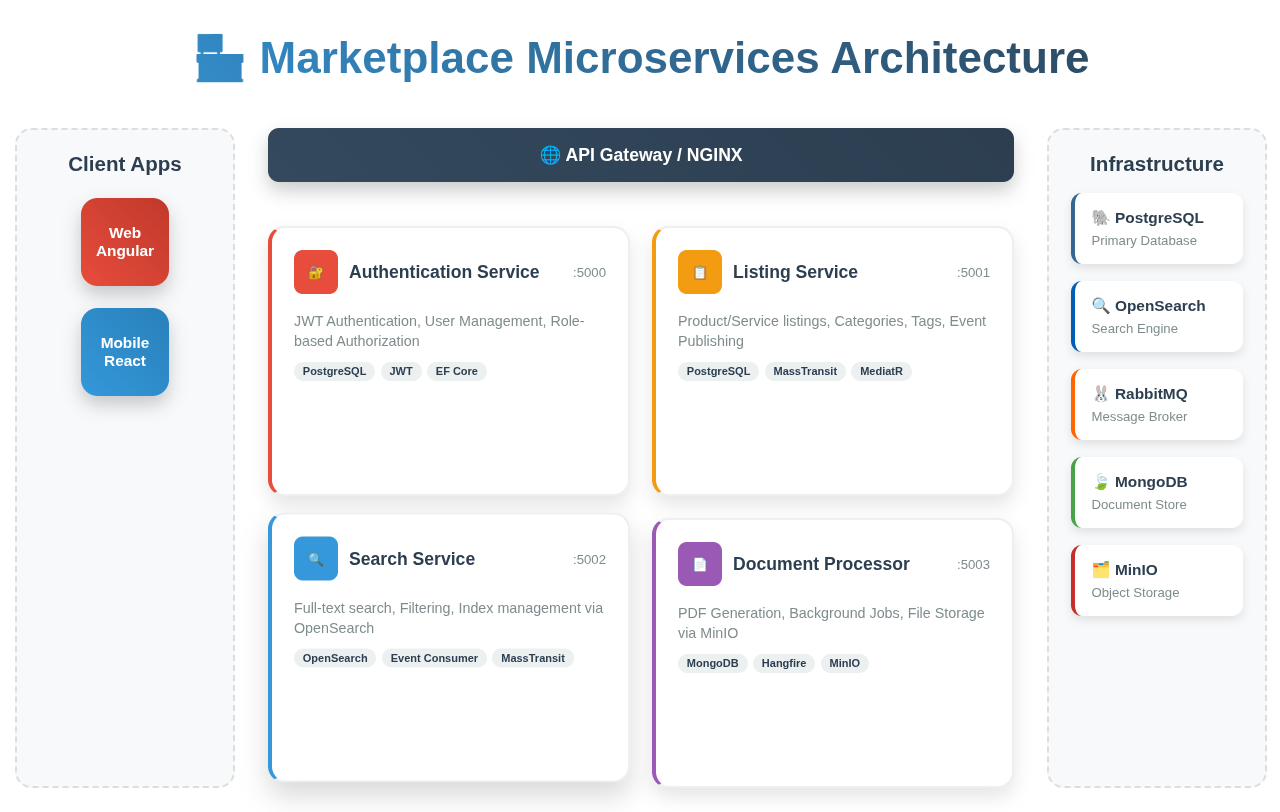 Marketplace Microservices Architecture
Client Apps
Web
Angular
Mobile
React
🌐 API Gateway / NGINX
🔐 Authentication Service :5000
JWT Authentication, User Management, Role-
based Authorization
PostgreSQL JWT EF Core
📋 Listing Service :5001
Product/Service listings, Categories, Tags, Event
Publishing
PostgreSQL MassTransit MediatR
🔍 Search Service :5002
Full-text search, Filtering, Index management via
OpenSearch
OpenSearch Event Consumer MassTransit
📄 Document Processor :5003
PDF Generation, Background Jobs, File Storage
via MinIO
MongoDB Hangfire MinIO
Infrastructure
🐘 PostgreSQL
Primary Database
🔍 OpenSearch
Search Engine
🐰 RabbitMQ
Message Broker
🍃 MongoDB
Document Store
🗂️ MinIO
Object Storage